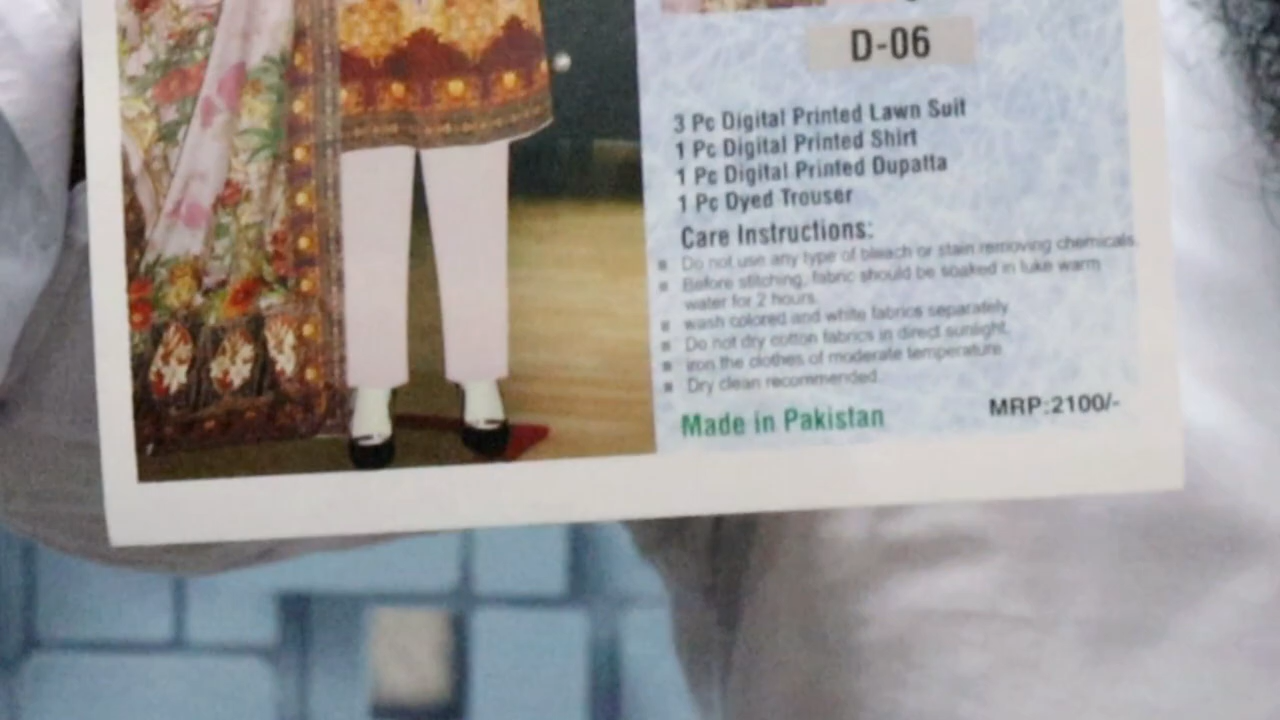 D-06
3 Pc Digital Printed Lawn Suit
1 Pc Digital Printed Shirt
1 Pc Digital Printed Dupatta
1 Pc Dyed Trouser
Care Instructions:
Do not use any type of bleach or stain removing chemicals.
Before stitching, fabric should be soaked in luke warm
water for 2 hours.
wash colored and white fabrics separately
Do not dry cotton fabrics in direct sunlight.
iron the clothes of moderate temperature
Dry clean recommended
Made in Pakistan
MRP:2100/-